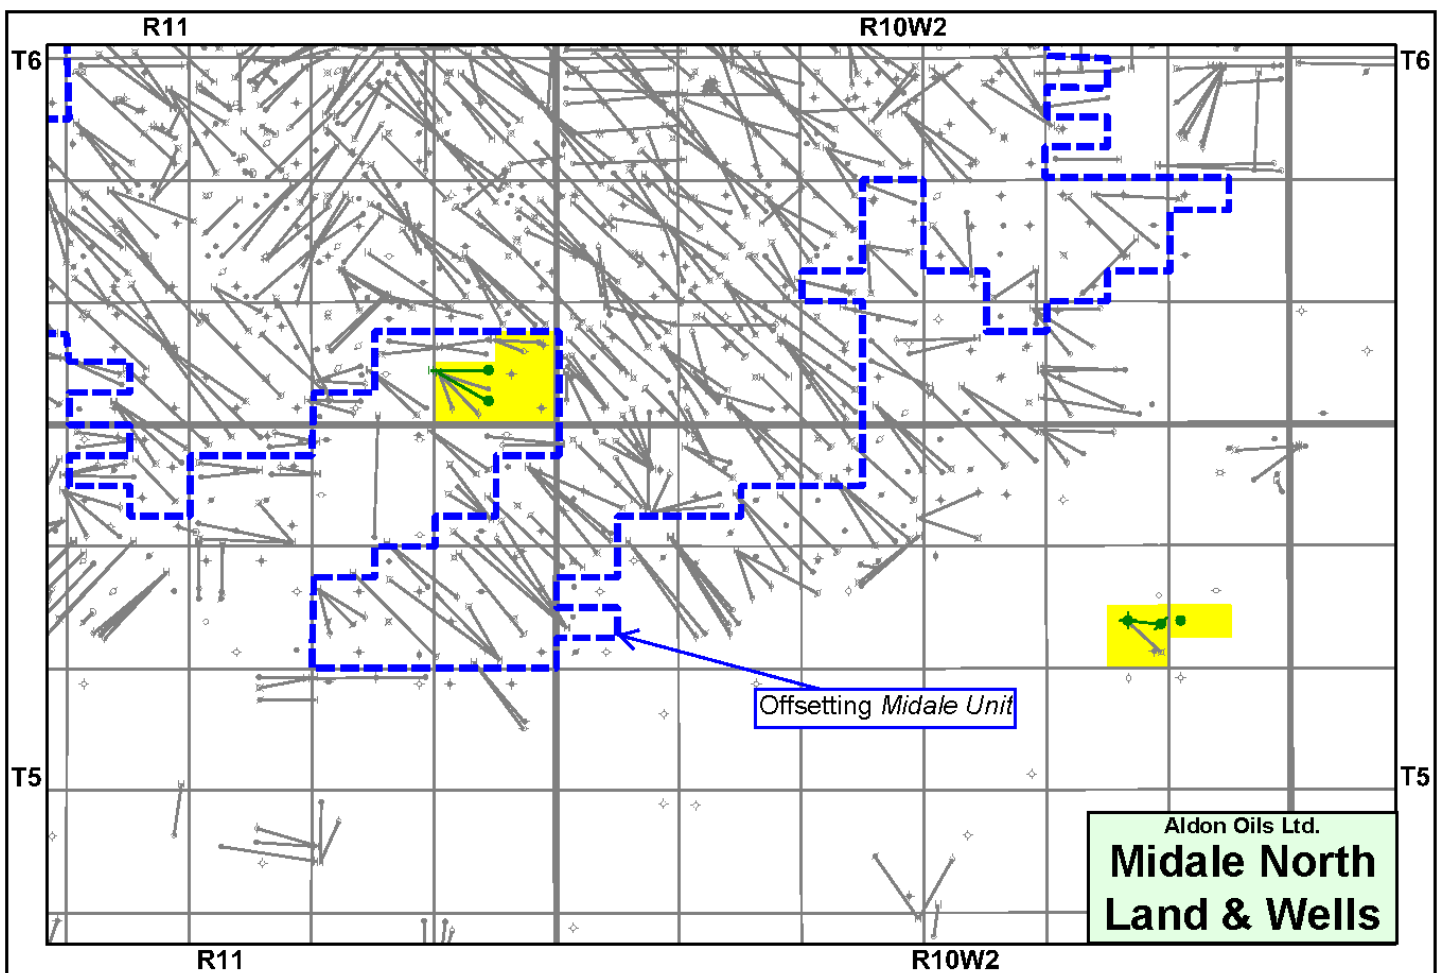 R11 R10W2
T6 T6
Offsetting Midale Unit
T5 T5
Aldon Oils Ltd.
Midale North
Land & Wells
R11 R10W2